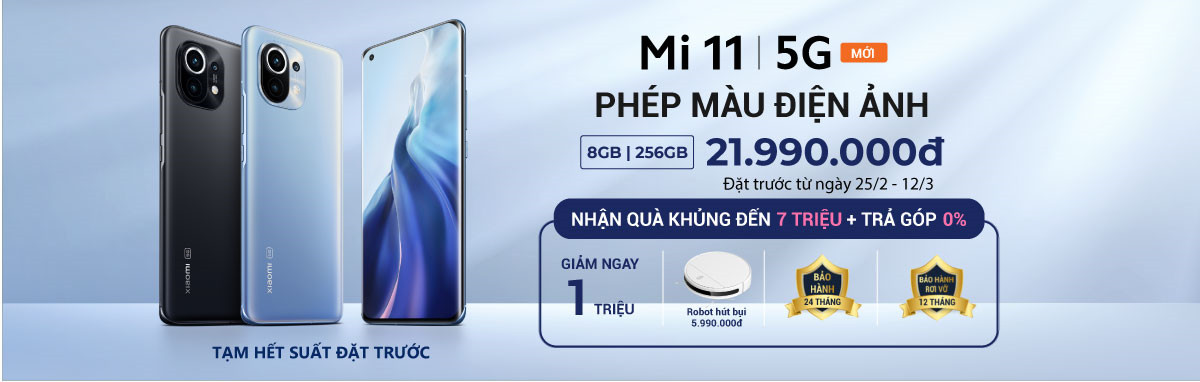 Mi 11 | 5G MỚI
PHÉP MÀU ĐIỆN ẢNH
8GB | 256GB 21.990.000đ
Đặt trước từ ngày 25/2 - 12/3
NHẬN QUÀ KHỦNG ĐẾN 7 TRIỆU + TRẢ GÓP 0%
GIẢM NGAY
1 TRIỆU
Robot hút bụi
5.990.000đ
BẢO
HÀNH
24 THÁNG
BẢO HÀNH
RƠI VỠ
12 THÁNG
XIAOMI
XIAOMI
TẠM HẾT SUẤT ĐẶT TRƯỚC